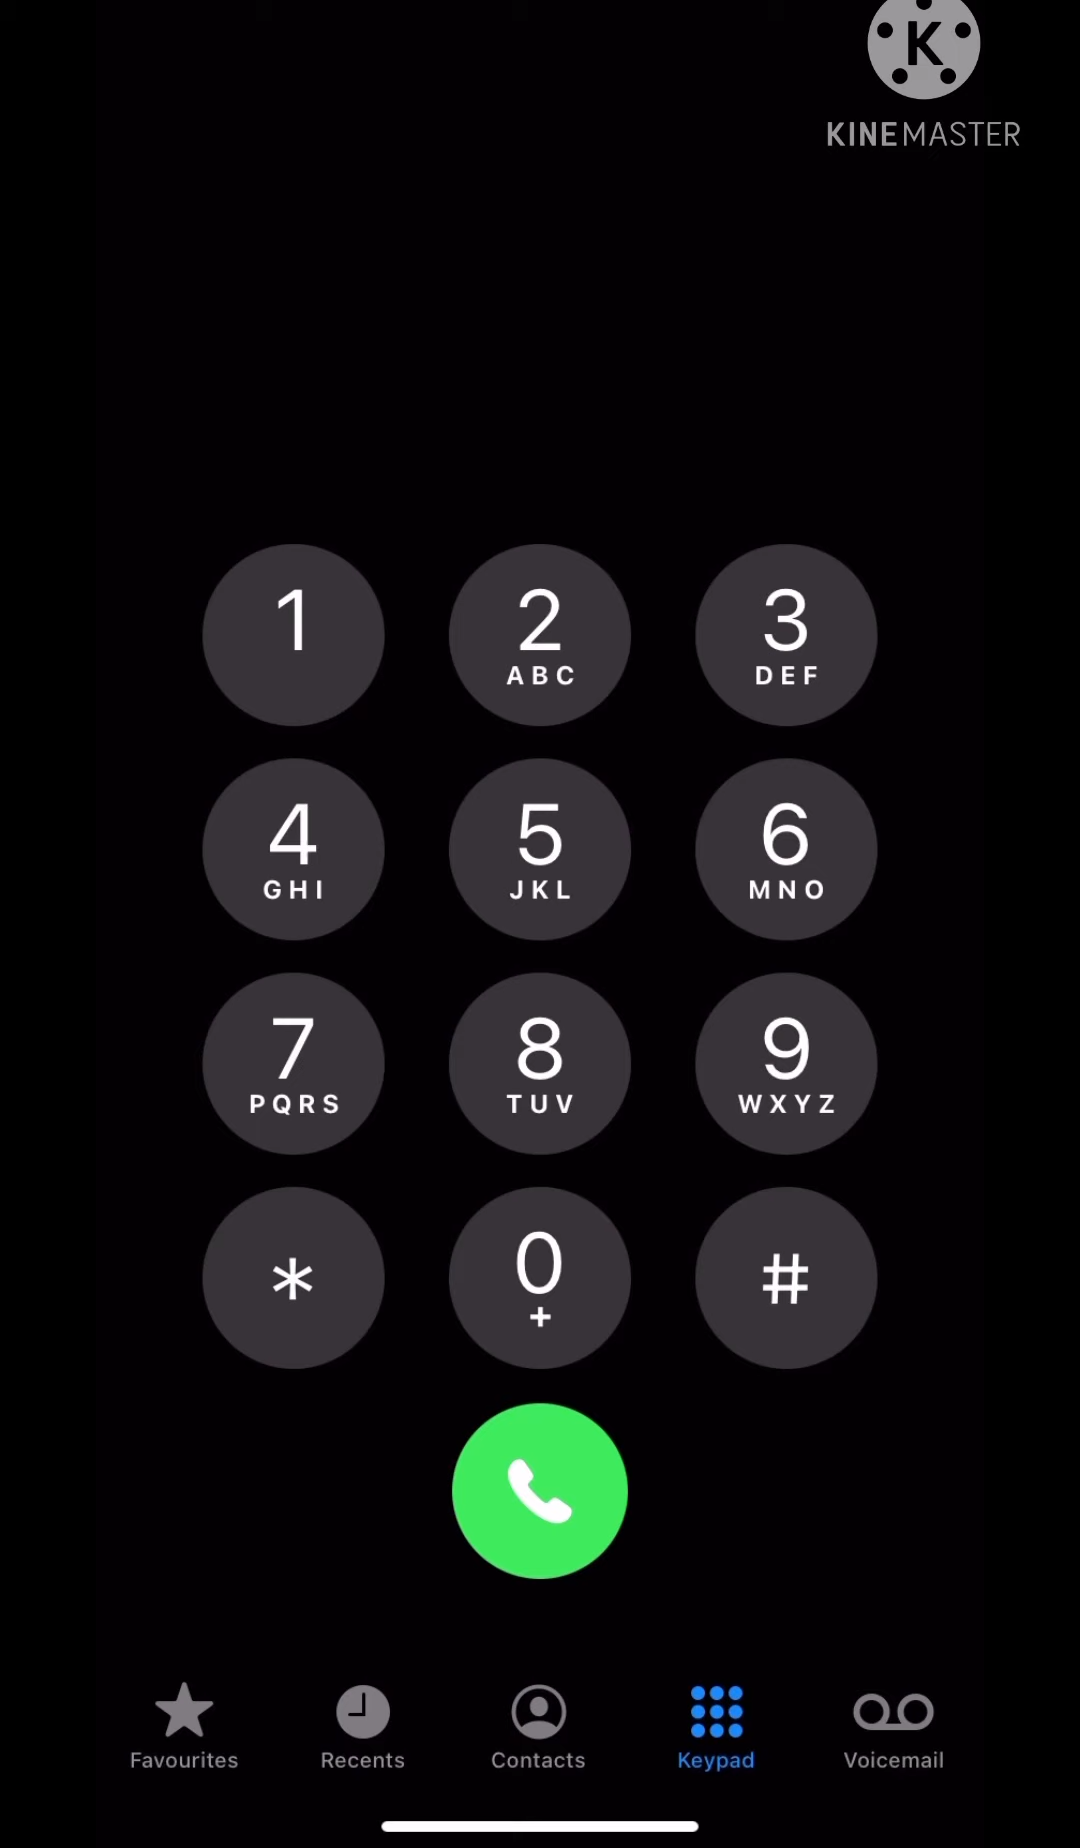 K
KINEMASTER
1
2
ABC
3
DEF
4
GHI
5
JKL
6
MNO
7
PQRS
8
TUV
9
WXYZ
*
0
+
#
Favourites
Recents
Contacts
Keypad
Voicemail